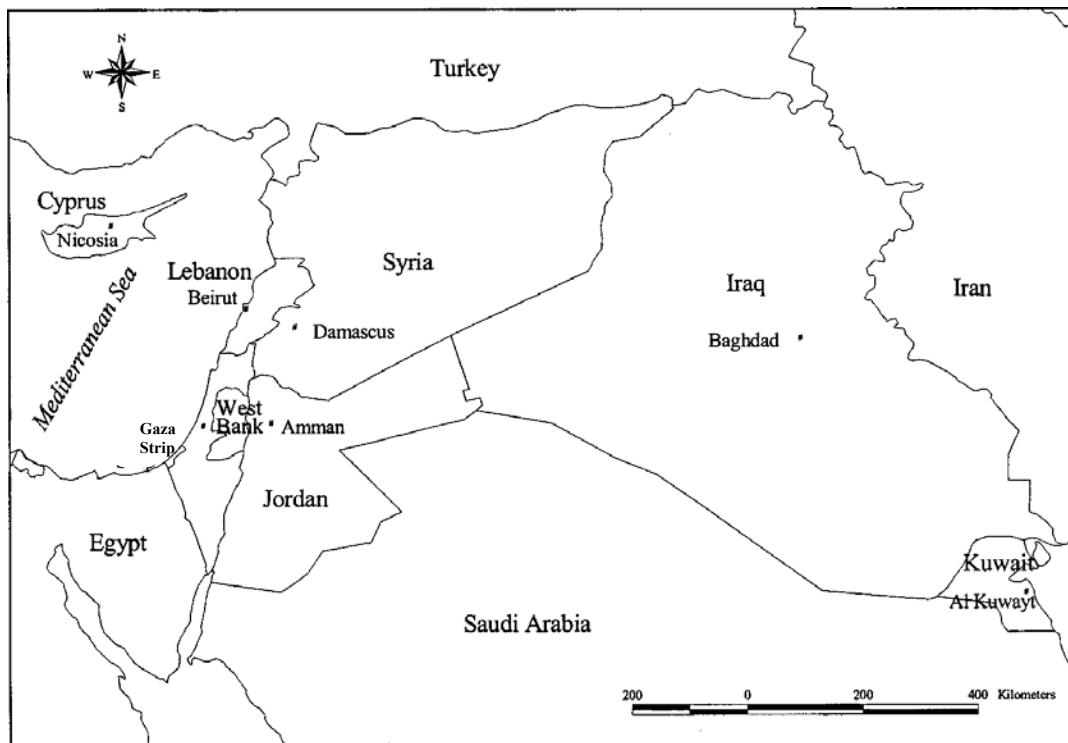 N
W E
S
Turkey
Cyprus
Nicosia
Lebanon
Beirut
Syria
Damascus
Iraq
Baghdad
Iran
Mediterranean Sea
West
Bank
Gaza
Strip
Amman
Jordan
Egypt
Kuwait
Al Kuwayt
Saudi Arabia
200 0 200 400 Kilometers